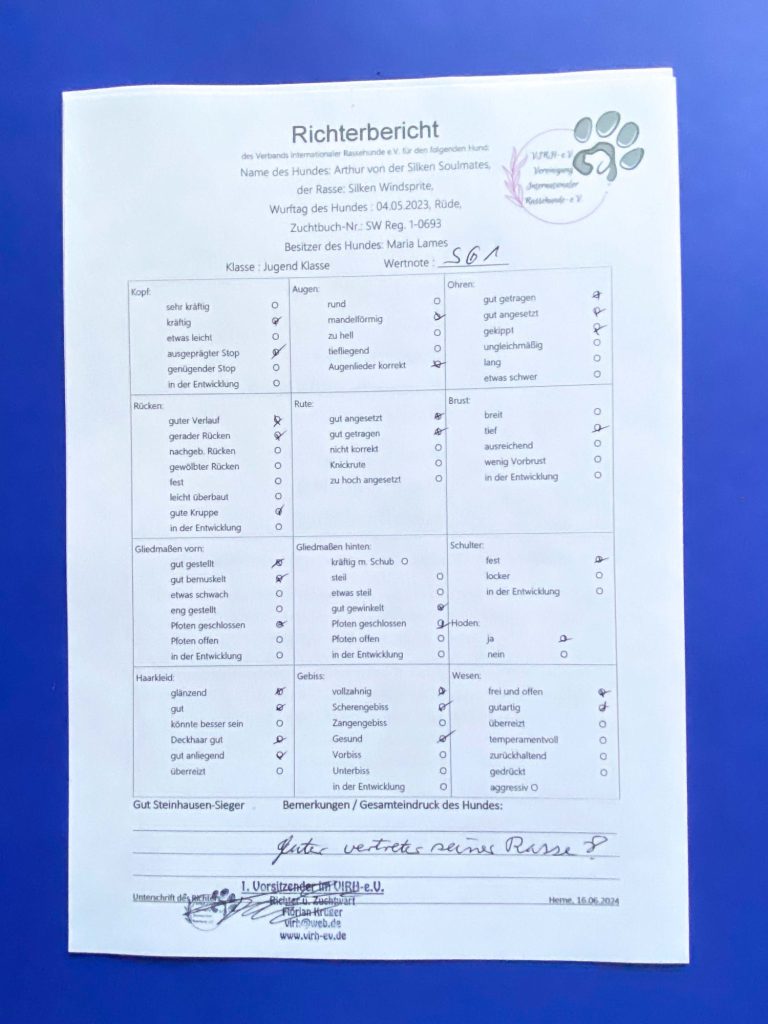 Richterbericht
des Verbands internationaler Rassehunde e.V. für den folgenden Hund:
Name des Hundes: Arthur von der Silken Soulmates,
der Rasse: Silken Windsprite,
Wurftag des Hundes : 04.05.2023, Rüde,
Zuchtbuch-Nr.: SW Reg. 1-0693
Besitzer des Hundes: Maria Lames
Klasse : Jugend Klasse Wertnote : SG 1
VIRH-e.V
Vereinigung
Internationaler
Rassehunde-e.V.
Kopf:
sehr kräftig
kräftig
etwas leicht
ausgeprägter Stop
genügender Stop
in der Entwicklung
Augen:
rund
mandelförmig
zu hell
tiefliegend
Augenlieder korrekt
Ohren:
gut getragen
gut angesetzt
gekippt
ungleichmäßig
lang
etwas schwer
Rücken:
guter Verlauf
gerader Rücken
nachgeb. Rücken
gewölbter Rücken
fest
leicht überbaut
gute Kruppe
in der Entwicklung
Rute:
gut angesetzt
gut getragen
nicht korrekt
Knickrute
zu hoch angesetzt
Brust:
breit
tief
ausreichend
wenig Vorbrust
in der Entwicklung
Gliedmaßen vorn:
gut gestellt
gut bemuskelt
etwas schwach
eng gestellt
Pfoten geschlossen
Pfoten offen
in der Entwicklung
Gliedmaßen hinten:
kräftig m. Schub
steil
etwas steil
gut gewinkelt
Pfoten geschlossen
Pfoten offen
in der Entwicklung
Schulter:
fest
locker
in der Entwicklung
Hoden:
ja
nein
Haarkleid:
glänzend
gut
könnte besser sein
Deckhaar gut
gut anliegend
überreizt
Gebiss:
vollzahnig
Scherengebiss
Zangengebiss
Gesund
Vorbiss
Unterbiss
in der Entwicklung
Wesen:
frei und offen
gutartig
überreizt
temperamentvoll
zurückhaltend
gedrückt
aggressiv
Gut Steinhausen-Sieger Bemerkungen / Gesamteindruck des Hundes:
guter vertreter seiner Rasse
Unterschrift des Richters Herne, 16.06.2024
1. Vorsitzender im VIRH-e.V.
Richter u. Zuchtwart
Florian Krüger
virh@web.de
www.virh-ev.de